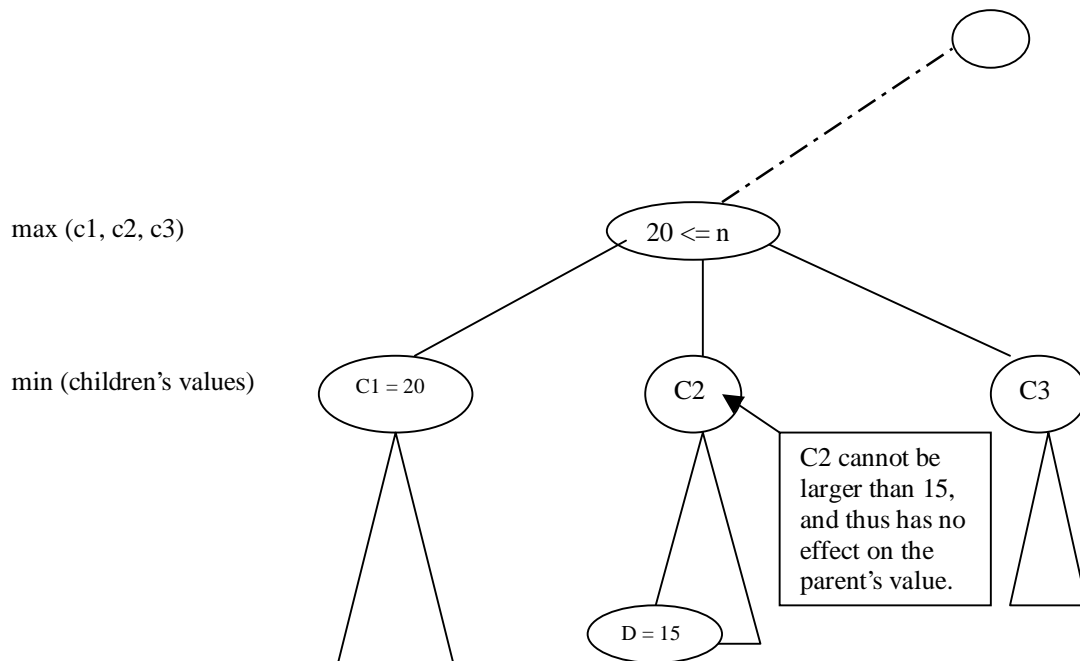 max (c1, c2, c3)
20 <= n
min (children's values)
C1 = 20
C2
C3
C2 cannot be
larger than 15,
and thus has no
effect on the
parent's value.
D = 15